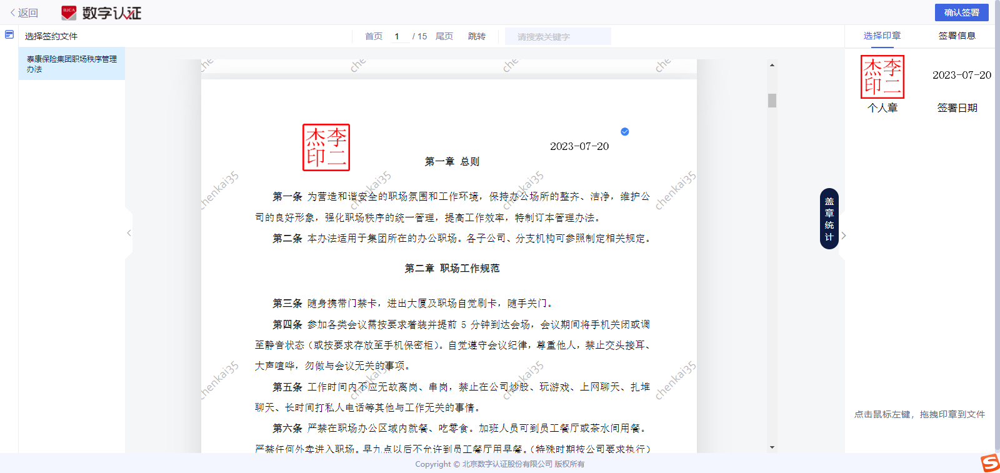 返回
BJCA 数字认证
确认签署
选择签约文件
首页 1 / 15 尾页 跳转 请搜索关键字
选择印章 签署信息
泰康保险集团职场秩序管理
办法
chenkai35 chenkai35 chenkai35
李二
杰印
2023-07-20
个人章 签署日期
李二
杰印
2023-07-20
第一章 总则
chenkai35 chenkai35 chenkai35 chenkai35
第一条 为营造和谐安全的职场氛围和工作环境，保持办公场所的整齐、洁净，维护公
司的良好形象，强化职场秩序的统一管理，提高工作效率，特制订本管理办法。
第二条 本办法适用于集团所在的办公职场。各子公司、分支机构可参照制定相关规定。
盖章统计
第二章 职场工作规范
第三条 随身携带门禁卡，进出大厦及职场自觉刷卡，随手关门。
第四条 参加各类会议需按要求着装并提前 5 分钟到达会场，会议期间将手机关闭或调
至静音状态（或按要求存放至手机保密柜）。自觉遵守会议纪律，尊重他人，禁止交头接耳、
大声喧哗，勿做与会议无关的事项。
chenkai35 chenkai35 chenkai35 chenkai35
第五条 工作时间内不应无故离岗、串岗，禁止在公司炒股、玩游戏、上网聊天、扎堆
聊天、长时间打私人电话等其他与工作无关的事情。
第六条 严禁在职场办公区域内就餐、吃零食。加班人员可到员工餐厅或茶水间用餐。
严禁任何外卖进入职场。早九点以后不允许到员工餐厅用早餐。（特殊时期按公司要求执行）
点击鼠标左键，拖拽印章到文件
Copyright © 北京数字认证股份有限公司 版权所有